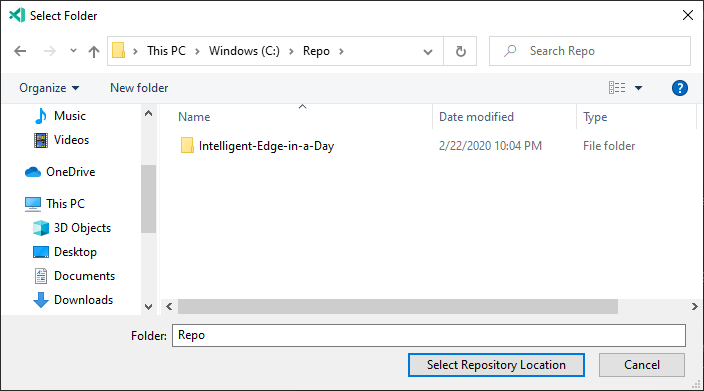 Select Folder
This PC > Windows (C:) > Repo >
Search Repo
Organize New folder ?
Name Date modified Type
Music
Videos
OneDrive
This PC
3D Objects
Desktop
Documents
Downloads
Intelligent-Edge-in-a-Day 2/22/2020 10:04 PM File folder
Folder: Repo
Select Repository Location Cancel